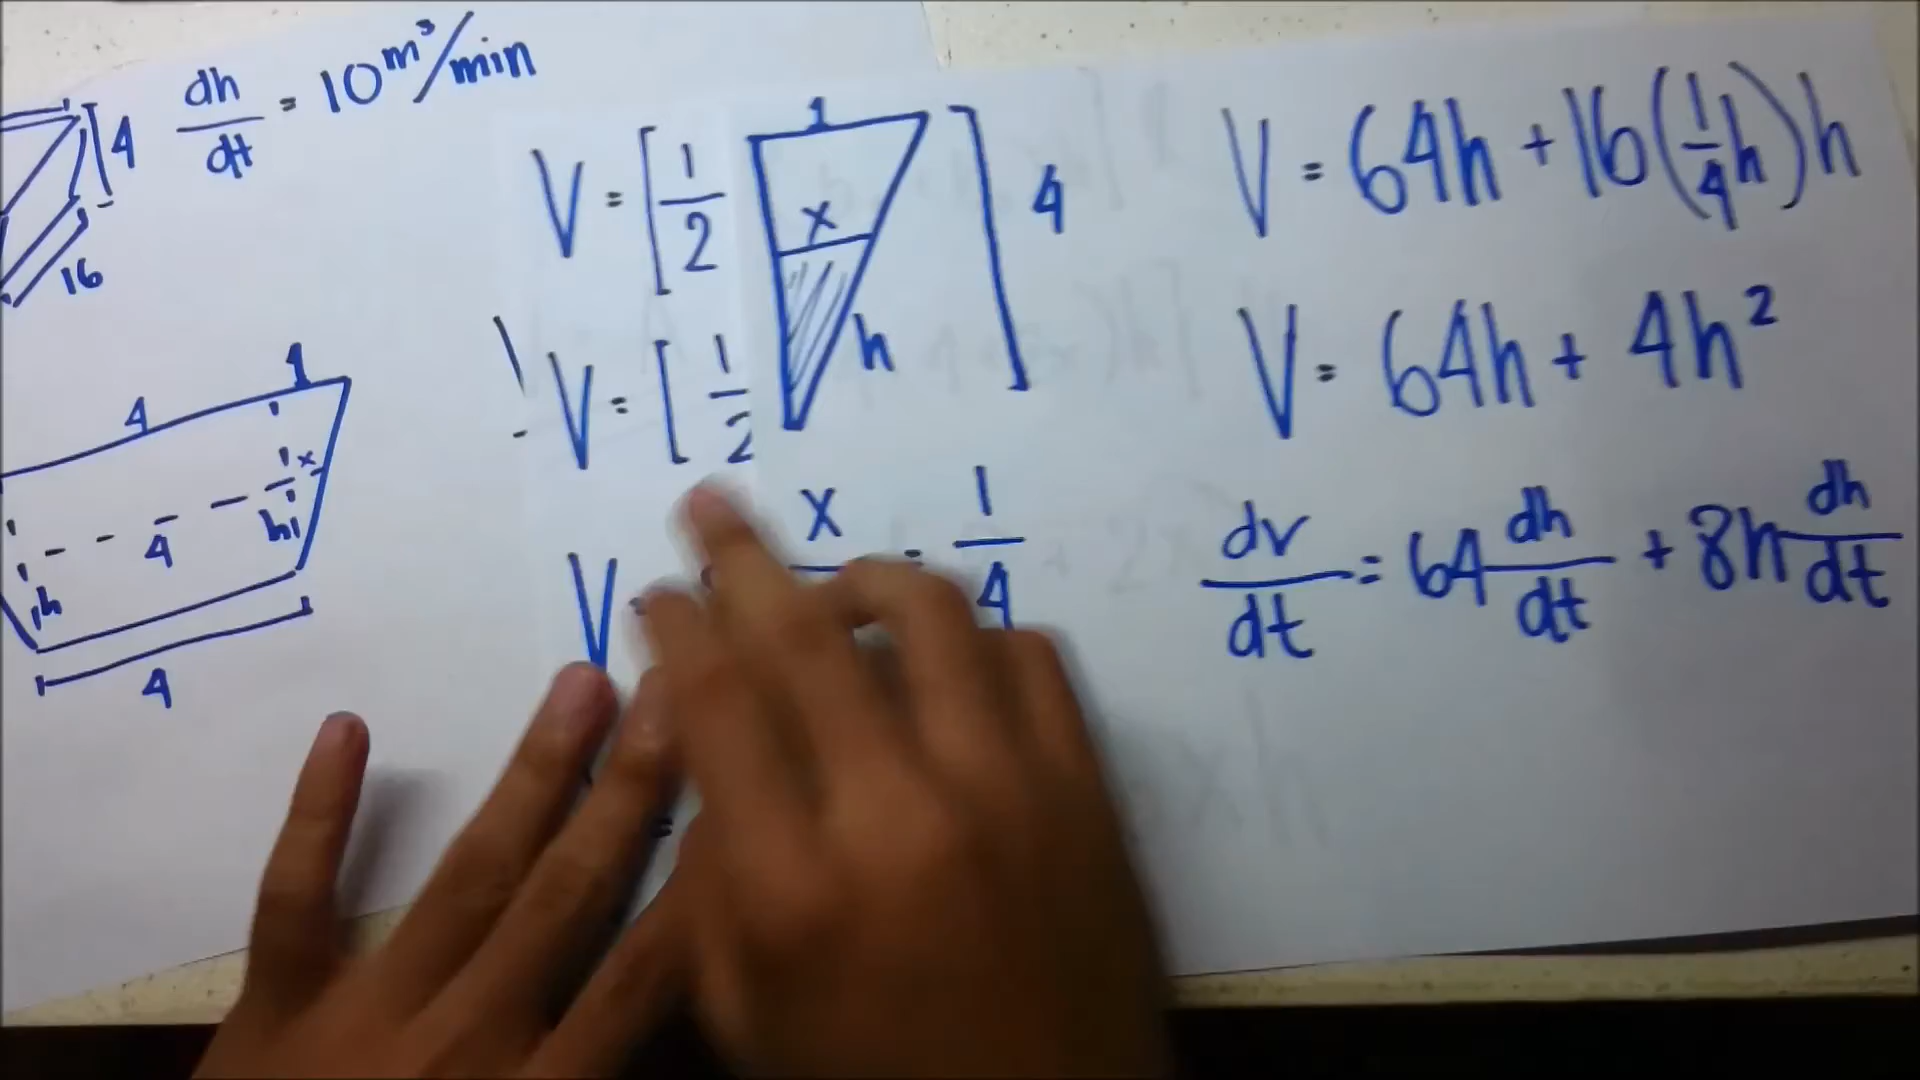 4
dh/dt = 10 m³/min
16
4
1
x
4
h
h
4
V = [1/2
1
x
h
] 4
V = [1/2
V
x
= 1/4
V = 64h + 16(1/4 h)h
V = 64h + 4h²
dv/dt = 64 dh/dt + 8h dh/dt